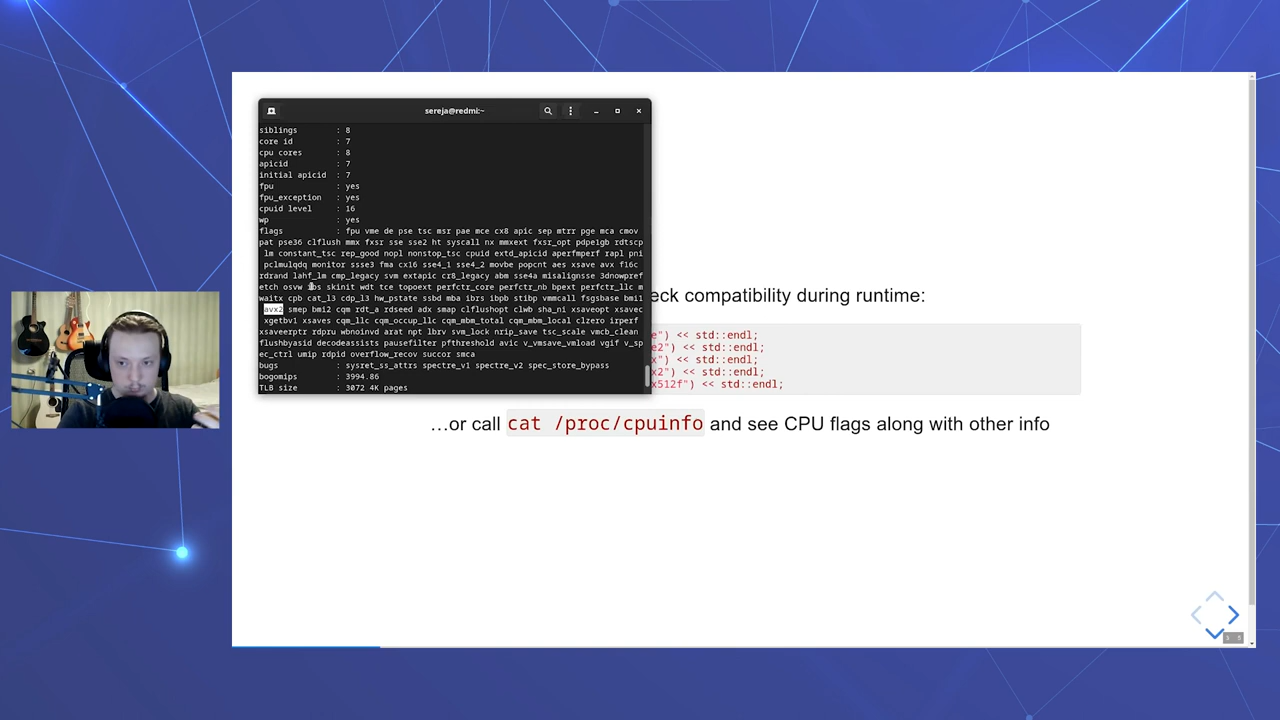 sereja@redmi:~
siblings : 8
core id : 7
cpu cores : 8
apicid : 7
initial apicid : 7
fpu : yes
fpu_exception : yes
cpuid level : 16
wp : yes
flags : fpu vme de pse tsc msr pae mce cx8 apic sep mtrr pge mca cmov
pat pse36 clflush mmx fxsr sse sse2 ht syscall nx mmxext fxsr_opt pdpe1gb rdtscp
lm constant_tsc rep_good nopl nonstop_tsc cpuid extd_apicid aperfmperf rapl pni
pclmulqdq monitor ssse3 fma cx16 sse4_1 sse4_2 movbe popcnt aes xsave avx f16c
rdrand lahf_lm cmp_legacy svm extapic cr8_legacy abm sse4a misalignsse 3dnowpref
etch osvw ibs skinit wdt tce topoext perfctr_core perfctr_nb bpext perfctr_llc m
waitx cpb cat_l3 cdp_l3 hw_pstate ssbd mba ibrs ibpb stibp vmmcall fsgsbase bmi1
avx2 smep bmi2 cqm rdt_a rdseed adx smap clflushopt clwb sha_ni xsaveopt xsavec
xgetbv1 xsaves cqm_llc cqm_occup_llc cqm_mbm_total cqm_mbm_local clzero irperf
xsaveerptr rdpru wbnoinvd arat npt lbrv svm_lock nrip_save tsc_scale vmcb_clean
flushbyasid decodeassists pausefilter pfthreshold avic v_vmsave_vmload vgif v_sp
ec_ctrl umip rdpid overflow_recov succor smca
bugs : sysret_ss_attrs spectre_v1 spectre_v2 spec_store_bypass
bogomips : 3994.86
TLB size : 3072 4K pages
eck compatibility during runtime:
e") << std::endl;
e2") << std::endl;
x") << std::endl;
x2") << std::endl;
x512f") << std::endl;
…or call cat /proc/cpuinfo and see CPU flags along with other info